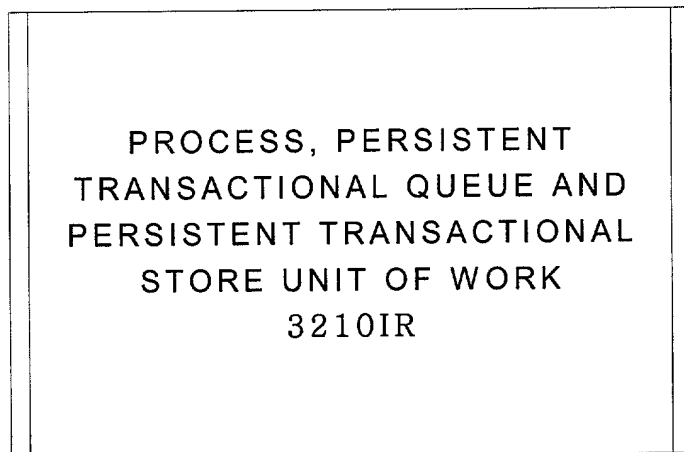 PROCESS, PERSISTENT
TRANSACTIONAL QUEUE AND
PERSISTENT TRANSACTIONAL
STORE UNIT OF WORK
3210IR